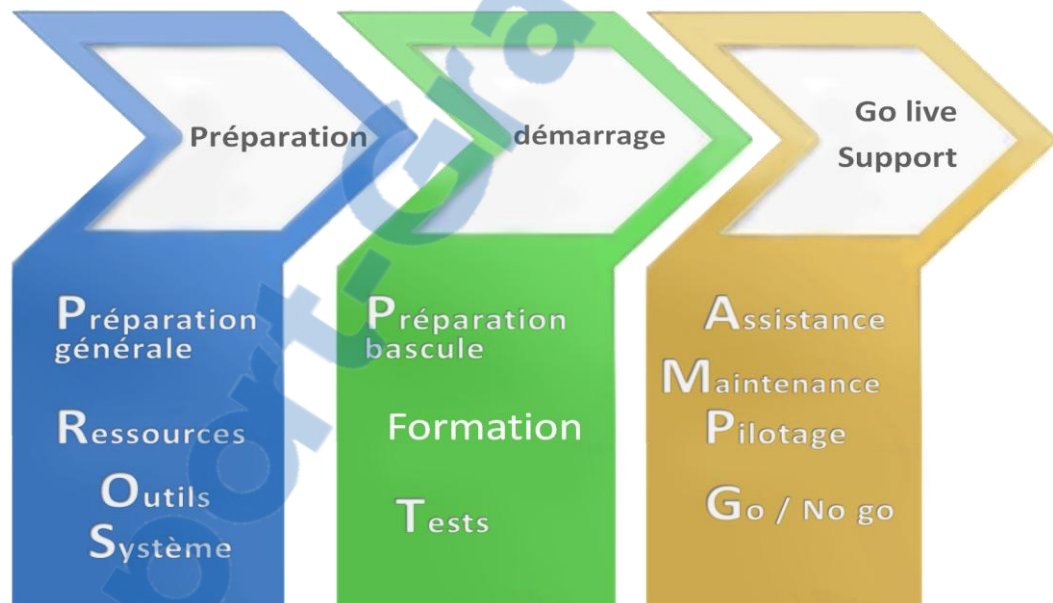 Préparation
démarrage
Go live
Support
Préparation
générale
Ressources
Outils
Système
Préparation
bascule
Formation
Tests
Assistance
Maintenance
Pilotage
Go / No go